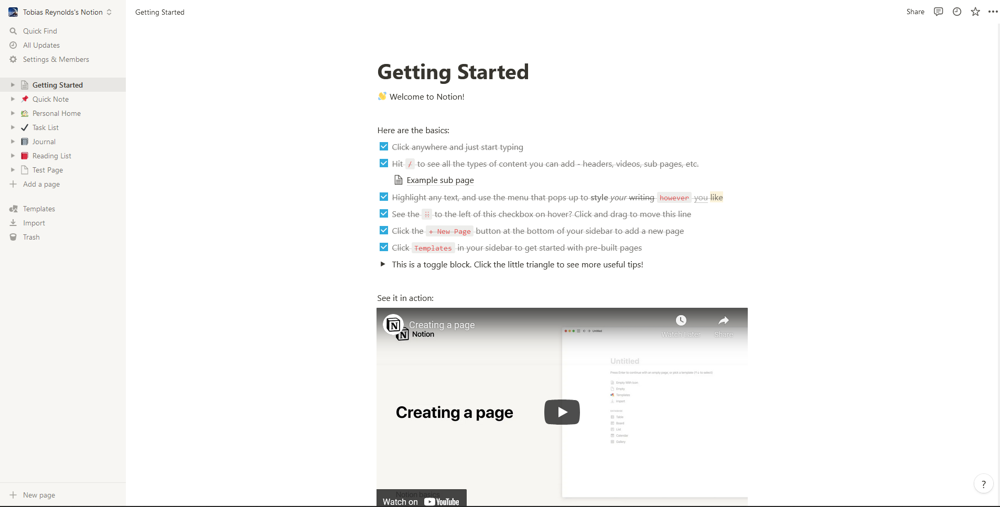 Tobias Reynolds's Notion
Quick Find
All Updates
Settings & Members
Getting Started
Quick Note
Personal Home
Task List
Journal
Reading List
Test Page
Add a page
Templates
Import
Trash
New page
Getting Started
Share
Getting Started
👋 Welcome to Notion!
Here are the basics:
Click anywhere and just start typing
Hit / to see all the types of content you can add - headers, videos, sub pages, etc.
Example sub page
Highlight any text, and use the menu that pops up to style your writing however you like
See the ⋮⋮ to the left of this checkbox on hover? Click and drag to move this line
Click the + New Page button at the bottom of your sidebar to add a new page
Click Templates in your sidebar to get started with pre-built pages
This is a toggle block. Click the little triangle to see more useful tips!
See it in action:
Creating a page
Watch Later
Share
N Notion
Untitled
Untitled
Press Enter to continue with an empty page, or pick a template (↑↓ to select)
Empty With Icon
Empty
Templates
Import
DATABASE
Table
Board
List
Calendar
Gallery
Creating a page
Notion basics
Watch on YouTube
?